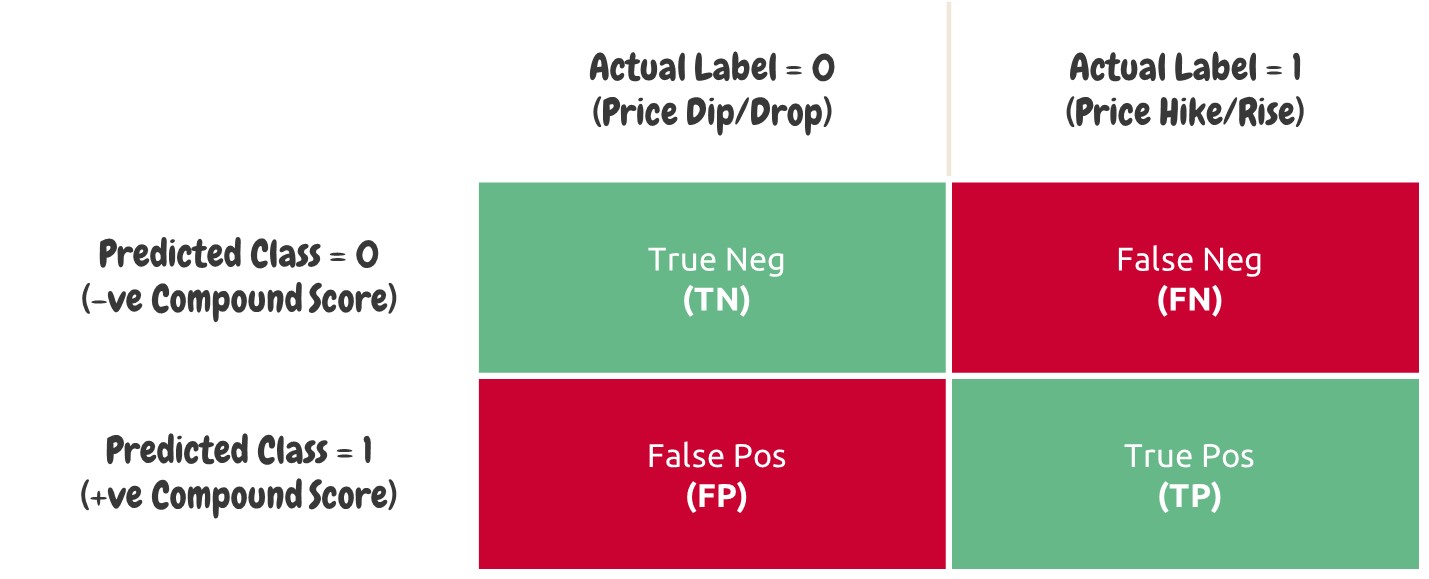 Actual Label = 0
(Price Dip/Drop)
Actual Label = 1
(Price Hike/Rise)
Predicted Class = 0
(-ve Compound Score)
True Neg
(TN)
False Neg
(FN)
Predicted Class = 1
(+ve Compound Score)
False Pos
(FP)
True Pos
(TP)